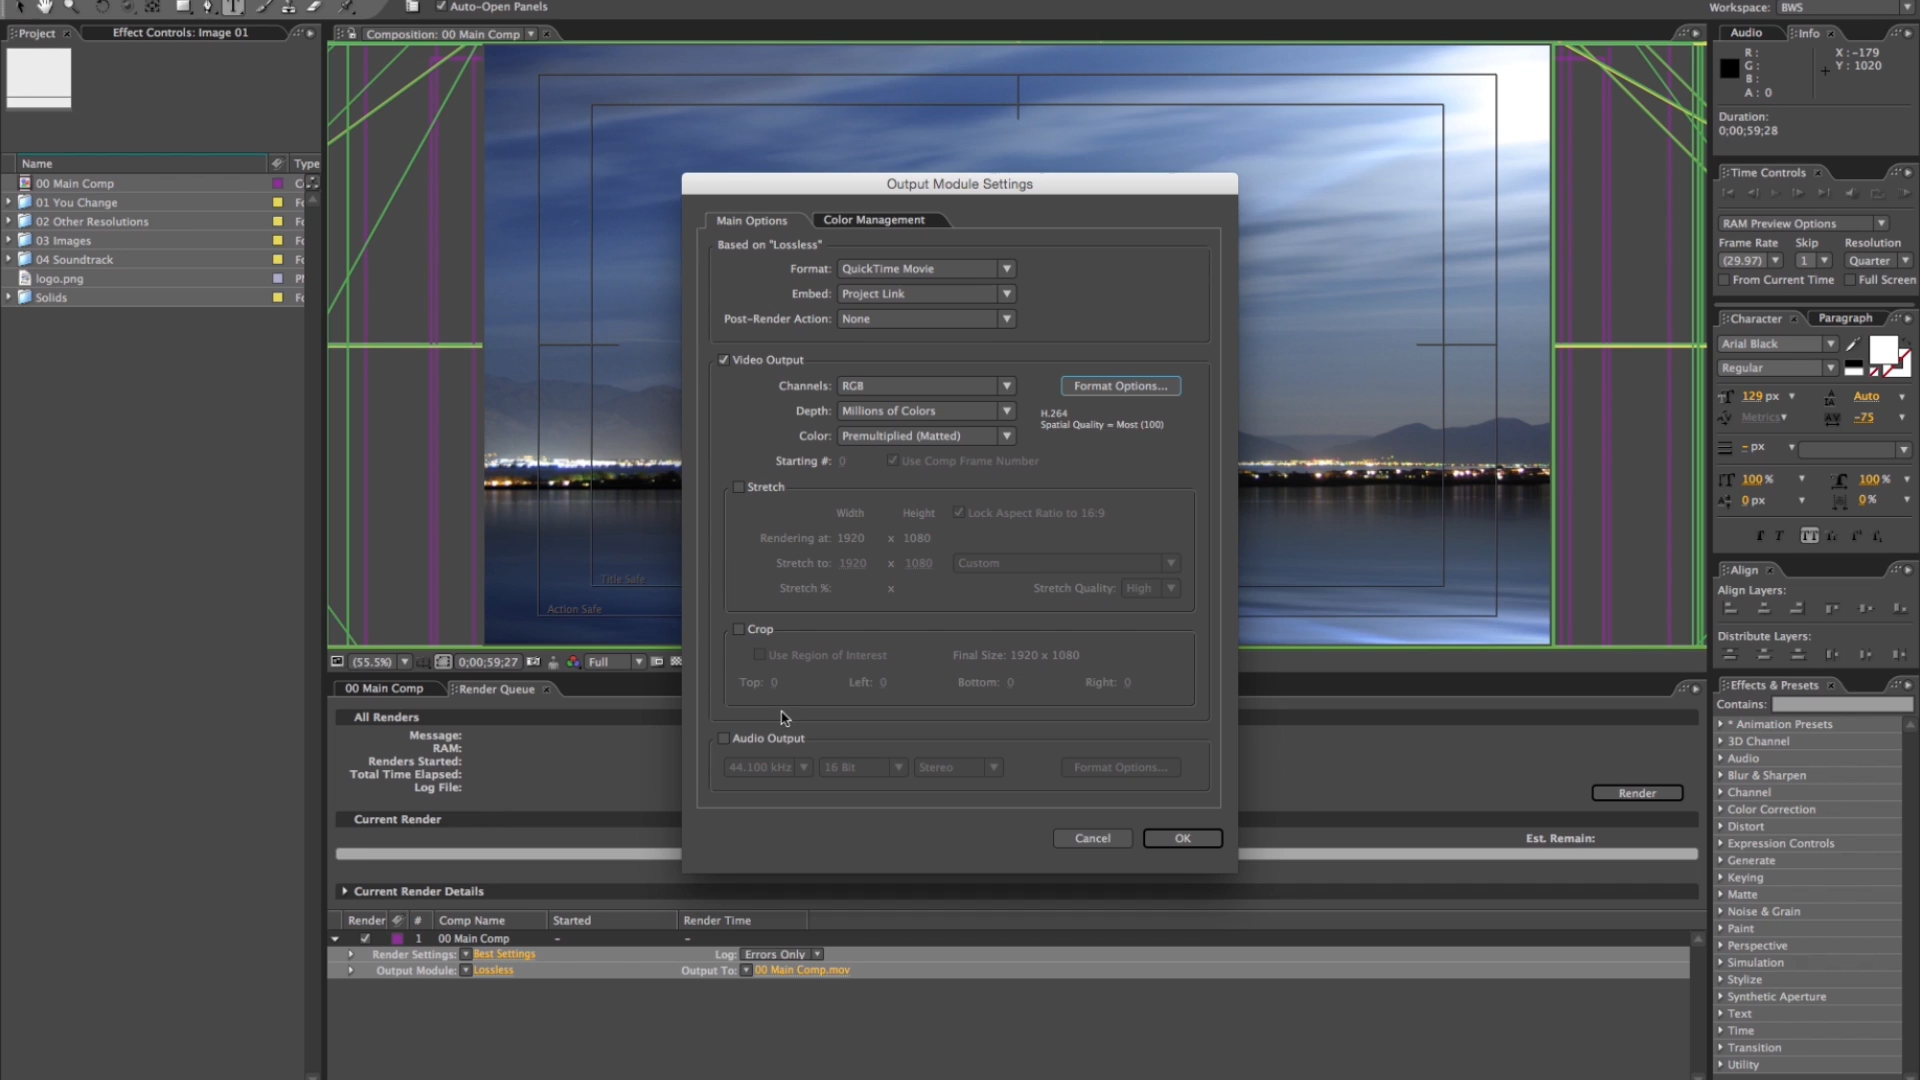 Auto-Open Panels
Workspace: BWS
Project
Effect Controls: Image 01
Composition: 00 Main Comp
Audio
Info
R :
G :
B :
A : 0
X : -179
Y : 1020
Duration:
0;00;59;28
Name
Type
00 Main Comp
01 You Change
Fo
02 Other Resolutions
Fo
03 Images
Fo
04 Soundtrack
Fo
logo.png
Solids
Fo
Title Safe
Action Safe
Output Module Settings
Main Options
Color Management
Based on "Lossless"
Format: QuickTime Movie
Embed: Project Link
Post-Render Action: None
Video Output
Channels: RGB
Format Options...
Depth: Millions of Colors
H.264
Spatial Quality = Most (100)
Color: Premultiplied (Matted)
Starting #: 0
Use Comp Frame Number
Stretch
Width
Height
Lock Aspect Ratio to 16:9
Rendering at: 1920 x 1080
Stretch to: 1920 x 1080
Custom
Stretch %: x
Stretch Quality: High
Crop
Use Region of Interest
Final Size: 1920 x 1080
Top: 0
Left: 0
Bottom: 0
Right: 0
Audio Output
44.100 kHz
16 Bit
Stereo
Format Options...
Cancel
OK
Time Controls
RAM Preview Options
Frame Rate
Skip
Resolution
(29.97)
1
Quarter
From Current Time
Full Screen
Character
Paragraph
Arial Black
Regular
129 px
Auto
Metrics
-75
- px
100 %
100 %
0 px
0 %
Align
Align Layers:
Distribute Layers:
(55.5%)
0;00;59;27
Full
00 Main Comp
Render Queue
All Renders
Message:
RAM:
Renders Started:
Total Time Elapsed:
Log File:
Render
Current Render
Est. Remain:
Current Render Details
Render
#
Comp Name
Started
Render Time
1
00 Main Comp
-
-
Render Settings: Best Settings
Log: Errors Only
Output Module: Lossless
Output To: 00 Main Comp.mov
Effects & Presets
Contains:
* Animation Presets
3D Channel
Audio
Blur & Sharpen
Channel
Color Correction
Distort
Expression Controls
Generate
Keying
Matte
Noise & Grain
Paint
Perspective
Simulation
Stylize
Synthetic Aperture
Text
Time
Transition
Utility